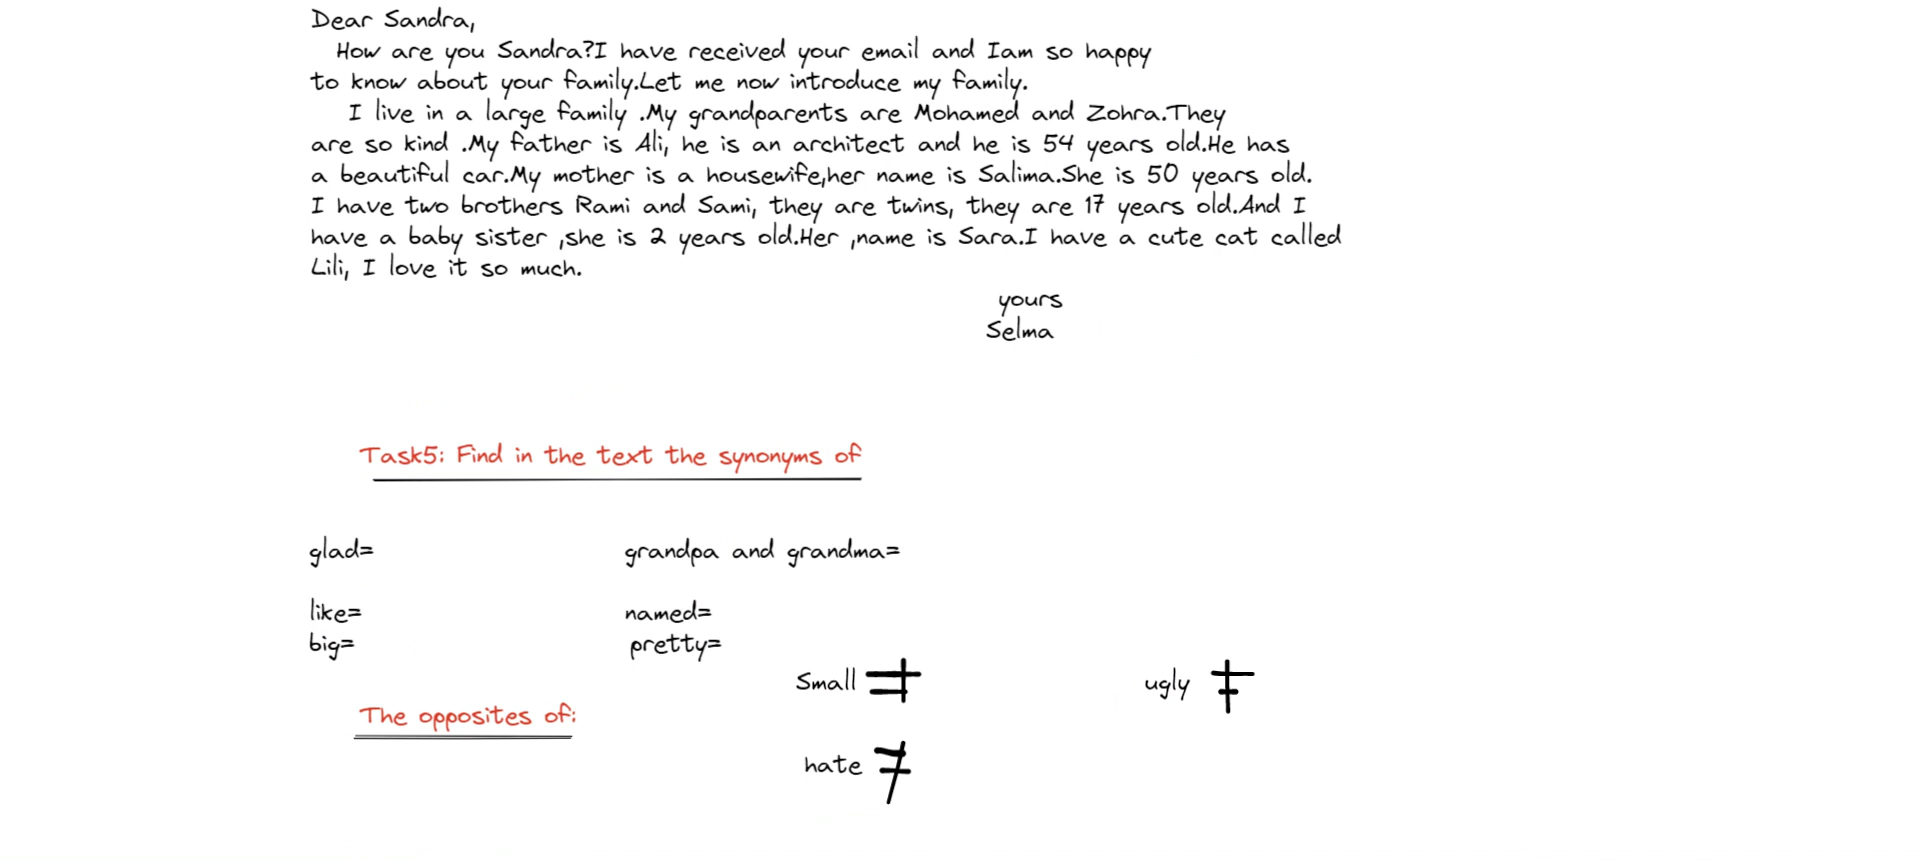 Dear Sandra,
How are you Sandra?I have received your email and Iam so happy
to know about your family.Let me now introduce my family.
I live in a large family .My grandparents are Mohamed and Zohra.They
are so kind .My father is Ali, he is an architect and he is 54 years old.He has
a beautiful car.My mother is a housewife,her name is Salima.She is 50 years old.
I have two brothers Rami and Sami, they are twins, they are 17 years old.And I
have a baby sister ,she is 2 years old.Her ,name is Sara.I have a cute cat called
Lili, I love it so much.
yours
Selma
Task5: Find in the text the synonyms of
glad= grandpa and grandma=
like= named=
big= pretty=
Small ≠ ugly ≠
The opposites of:
hate ≠